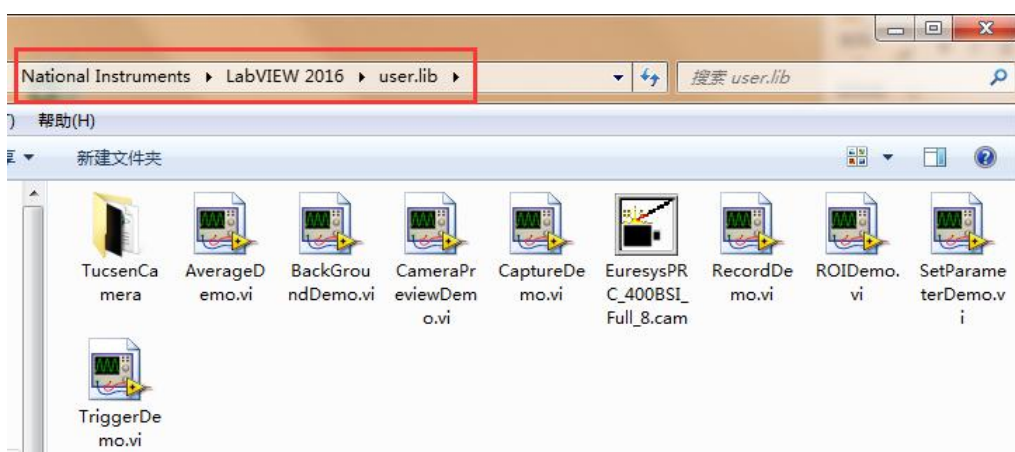 National Instruments ▸ LabVIEW 2016 ▸ user.lib ▸
搜索 user.lib
帮助(H)
新建文件夹
TucsenCa
mera
AverageD
emo.vi
BackGrou
ndDemo.vi
CameraPr
eviewDem
o.vi
CaptureDe
mo.vi
EuresysPR
C_400BSI_
Full_8.cam
RecordDe
mo.vi
ROIDemo.
vi
SetParame
terDemo.v
i
TriggerDe
mo.vi